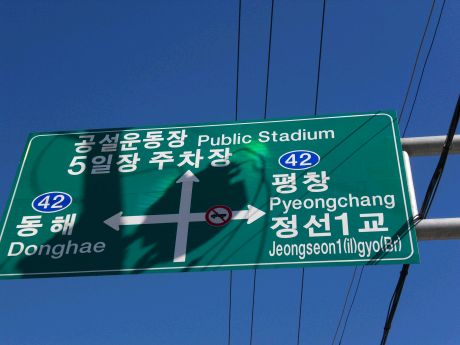 공설운동장 Public Stadium
5일장 주차장
42
동해
Donghae
42
평창
Pyeongchang
정선1교
Jeongseon1(il)gyo(Br)